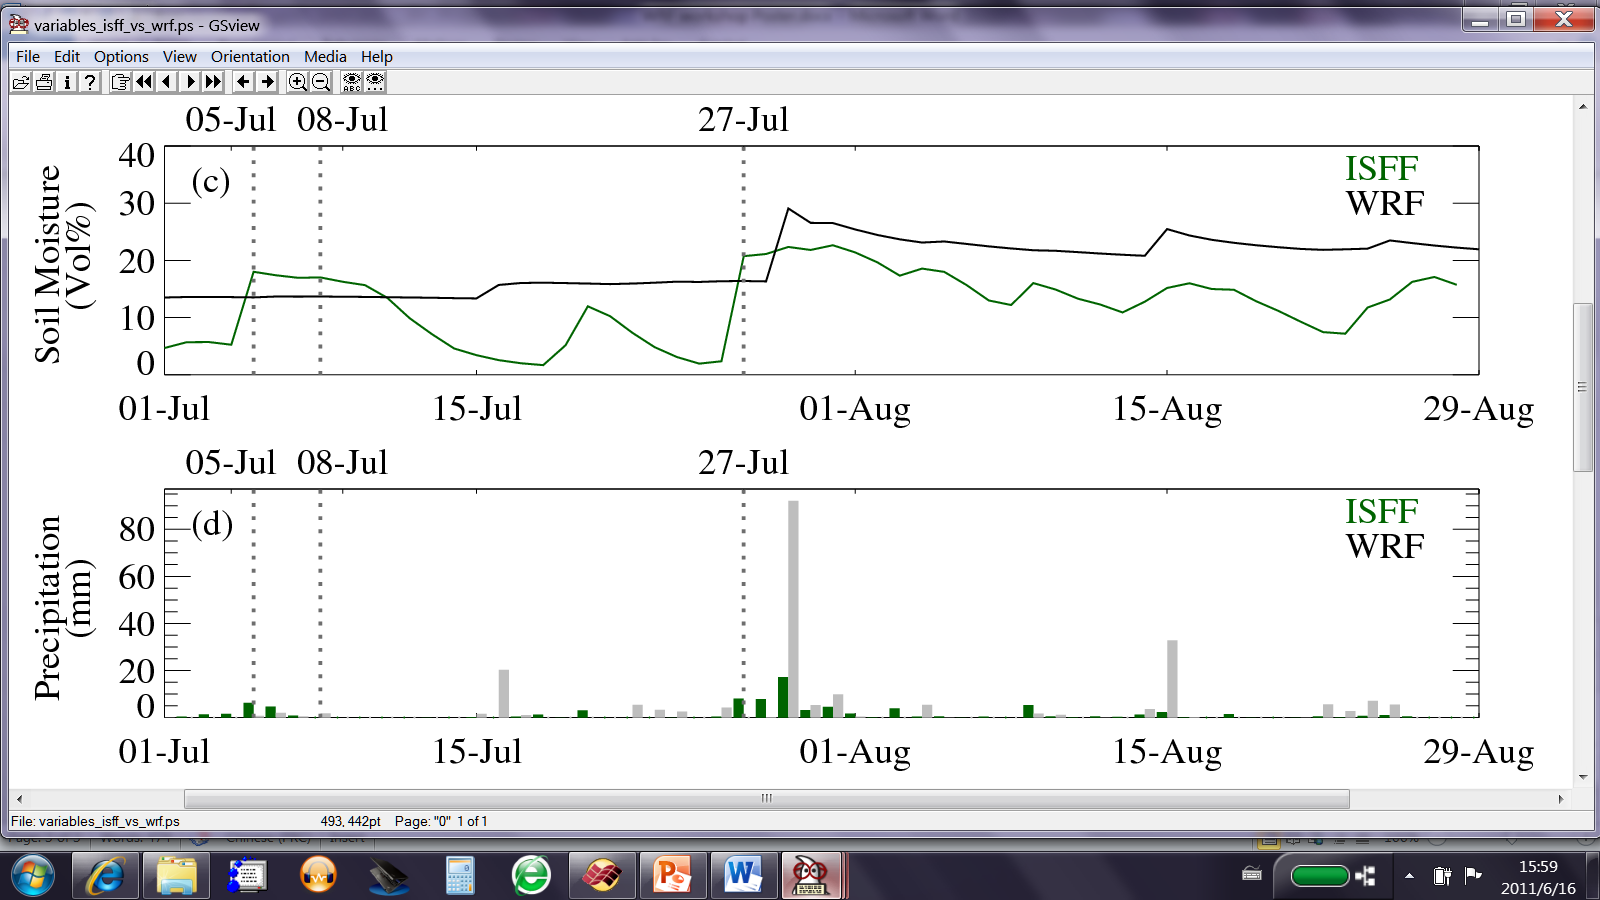 variables_isff_vs_wrf.ps - GSview
File Edit Options View Orientation Media Help
05-Jul 08-Jul 27-Jul
Soil Moisture
(Vol%)
40
30
20
10
0
(c)
ISFF
WRF
01-Jul 15-Jul 01-Aug 15-Aug 29-Aug
05-Jul 08-Jul 27-Jul
Precipitation
(mm)
80
60
40
20
0
(d)
ISFF
WRF
01-Jul 15-Jul 01-Aug 15-Aug 29-Aug
File: variables_isff_vs_wrf.ps 493, 442pt Page: "0" 1 of 1
15:59
2011/6/16